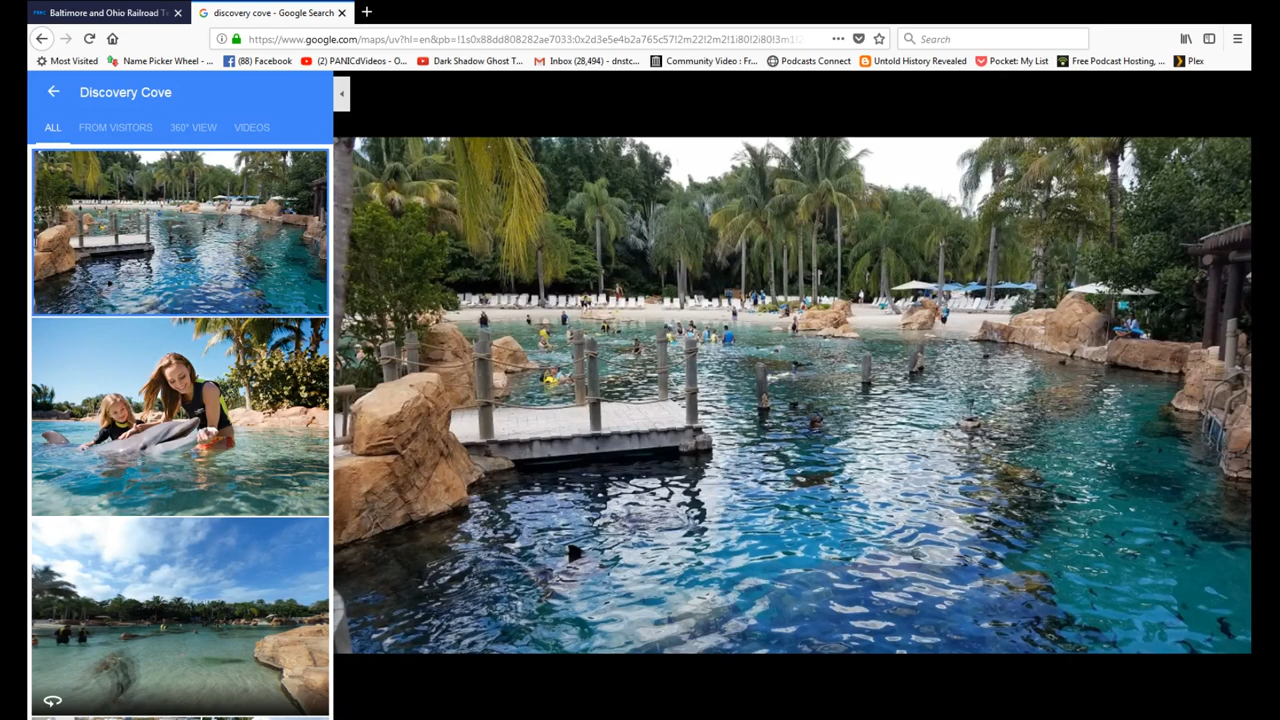 Baltimore and Ohio Railroad Te
discovery cove - Google Search
https://www.google.com/maps/uv?hl=en&pb=!1s0x88dd808282ae7033:0x2d3e5e4b2a765c57!2m22!2m2!1i80!2i80!3m1!2i
Search
Most Visited
Name Picker Wheel - ...
(88) Facebook
(2) PANICdVideos - O...
Dark Shadow Ghost T...
Inbox (28,494) - dnstc...
Community Video : Fr...
Podcasts Connect
Untold History Revealed
Pocket: My List
Free Podcast Hosting, ...
Plex
Discovery Cove
ALL FROM VISITORS 360° VIEW VIDEOS